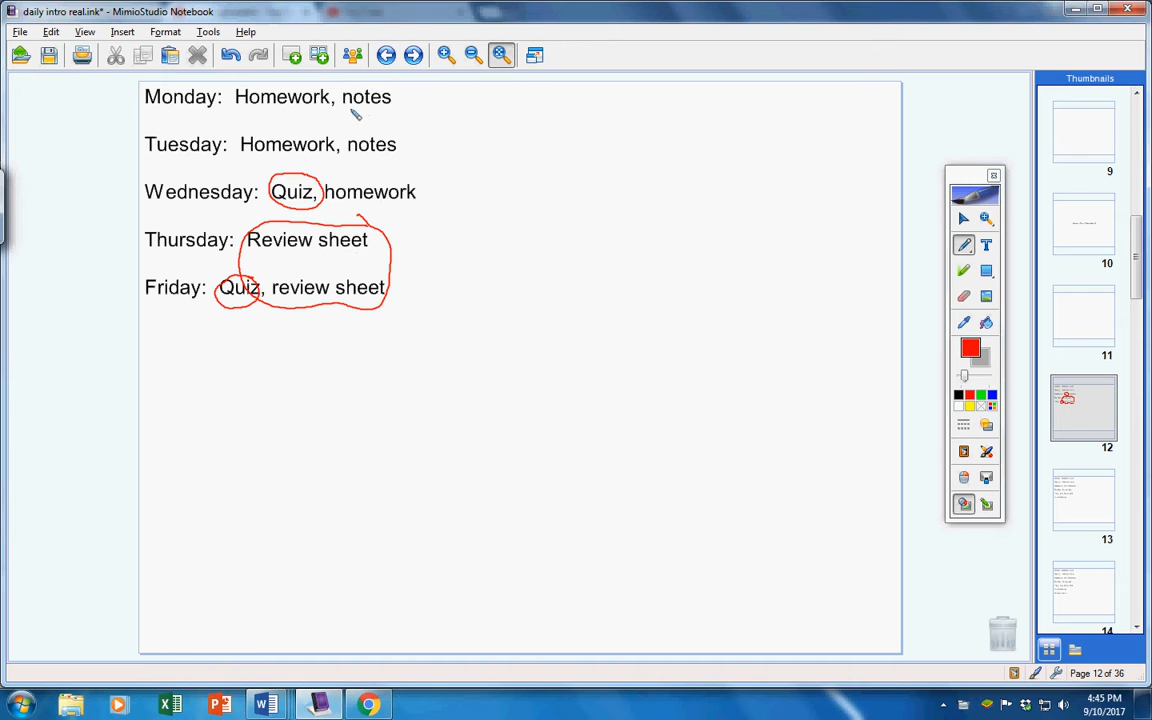 daily intro real.ink* - MimioStudio Notebook
File Edit View Insert Format Tools Help
Thumbnails
Monday: Homework, notes
Tuesday: Homework, notes
Wednesday: Quiz, homework
Thursday: Review sheet
Friday: Quiz, review sheet
9
10
11
12
13
14
Page 12 of 36
4:45 PM
9/10/2017